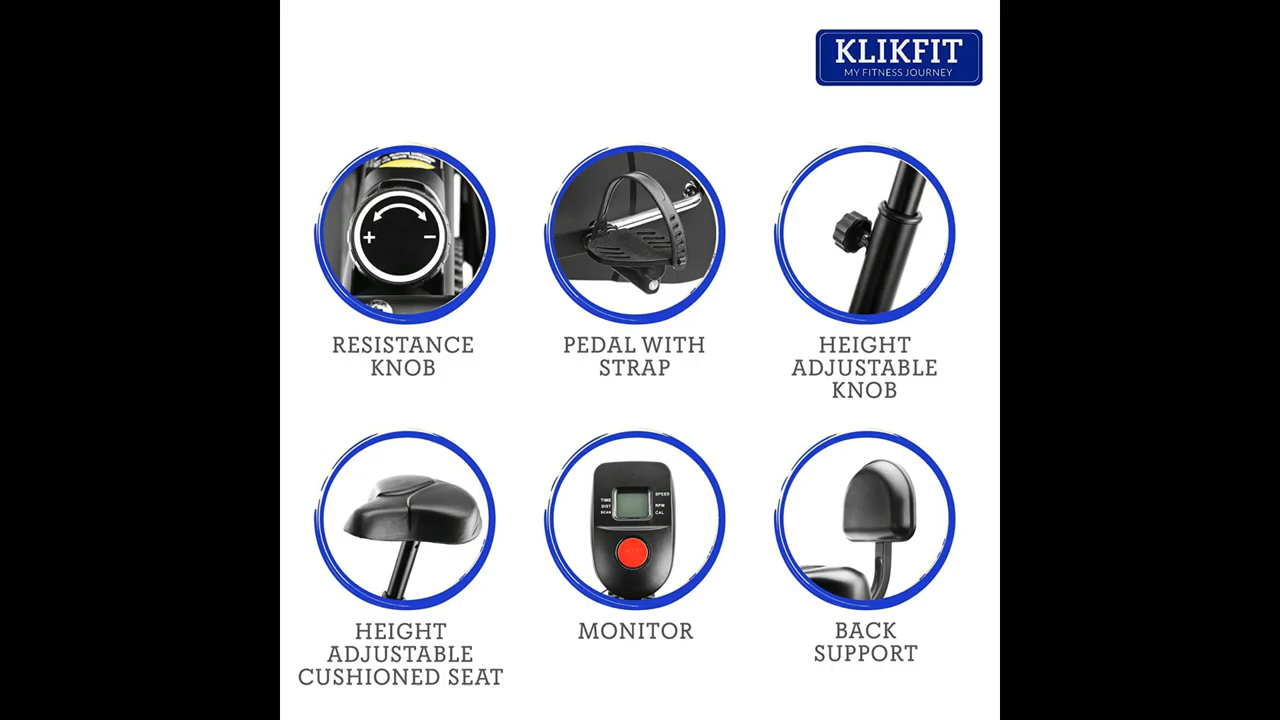 KLIKFIT
MY FITNESS JOURNEY
+ −
RESISTANCE
KNOB
PEDAL WITH
STRAP
HEIGHT
ADJUSTABLE
KNOB
TIME
DIST
SCAN
SPEED
RPM
CAL
HEIGHT
ADJUSTABLE
CUSHIONED SEAT
MONITOR
BACK
SUPPORT